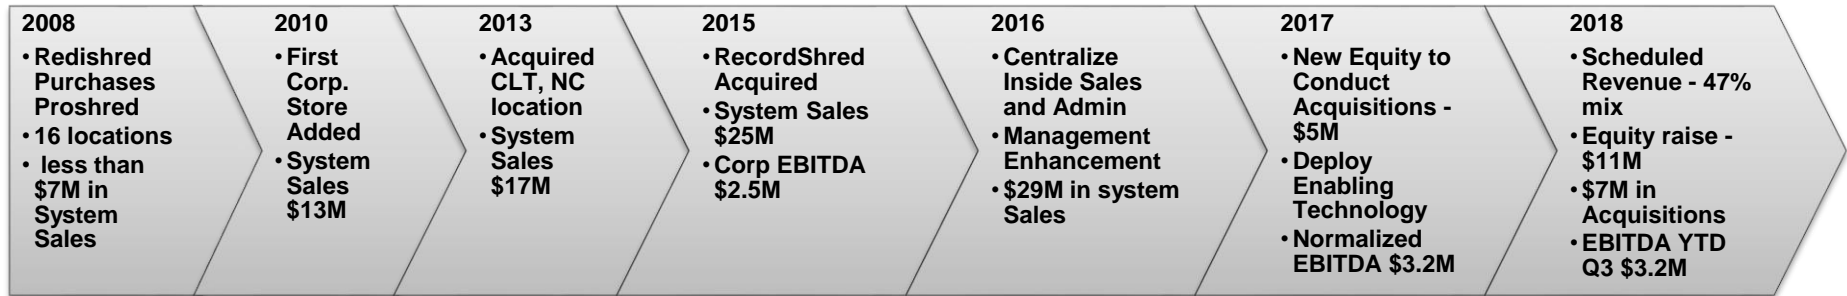 2008
• Redishred
Purchases
Proshred
• 16 locations
• less than
$7M in
System
Sales
2010
• First
Corp.
Store
Added
• System
Sales
$13M
2013
• Acquired
CLT, NC
location
• System
Sales
$17M
2015
• RecordShred
Acquired
• System Sales
$25M
• Corp EBITDA
$2.5M
2016
• Centralize
Inside Sales
and Admin
• Management
Enhancement
• $29M in system
Sales
2017
• New Equity to
Conduct
Acquisitions -
$5M
• Deploy
Enabling
Technology
• Normalized
EBITDA $3.2M
2018
• Scheduled
Revenue - 47%
mix
• Equity raise -
$11M
• $7M in
Acquisitions
• EBITDA YTD
Q3 $3.2M